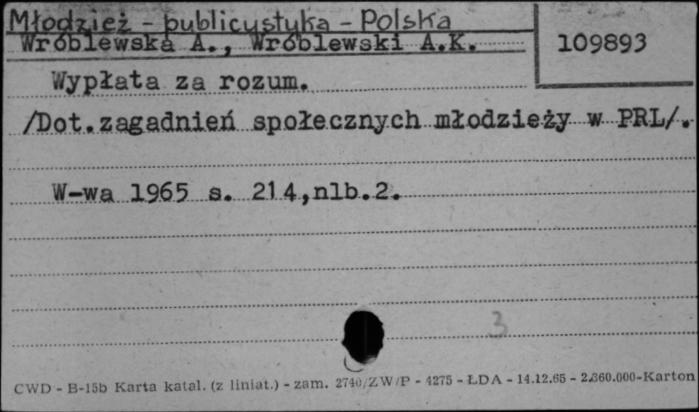 Młodzież - publicystyka - Polska
Wróblewska A., Wróblewski A.K.
109893
Wypłata za rozum.
/Dot.zagadnień społecznych młodzieży w PRL/.
W-wa 1965 s. 214,nlb.2.
3
CWD - B-15b Karta katal. (z liniat.) - zam. 2740/ZW/P - 4275 - ŁDA - 14.12.65 - 2.360.000-Karton